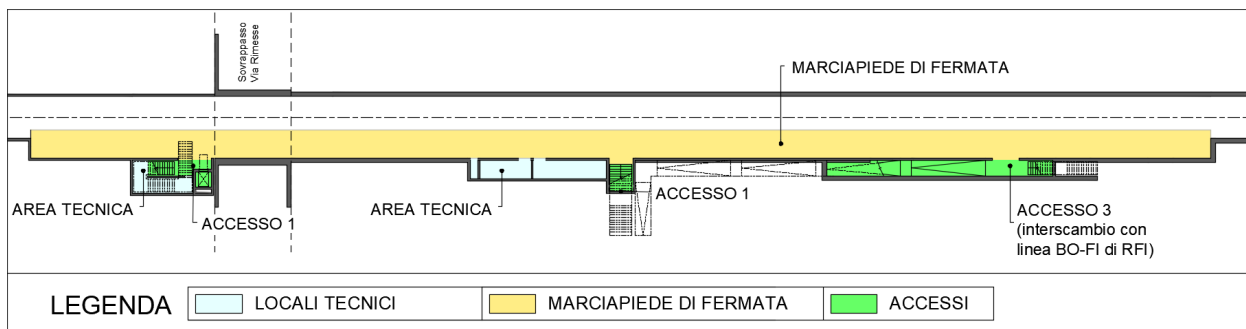 Sovrappasso
Via Rimesse
MARCIAPIEDE DI FERMATA
AREA TECNICA
ACCESSO 1
AREA TECNICA
ACCESSO 1
ACCESSO 3
(interscambio con
linea BO-FI di RFI)
LEGENDA
LOCALI TECNICI
MARCIAPIEDE DI FERMATA
ACCESSI